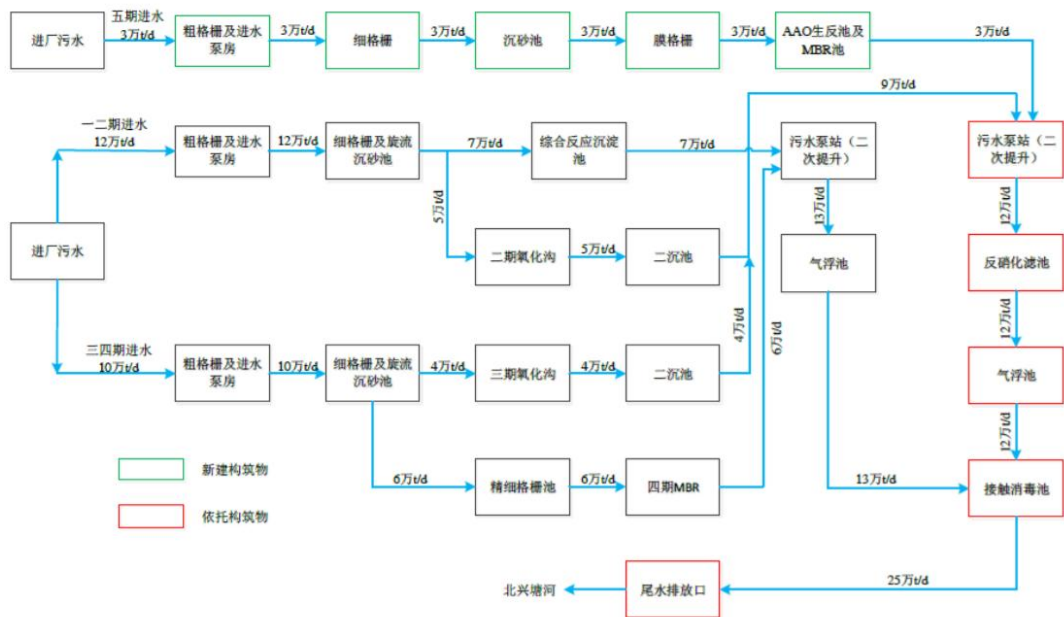 五期进水
进厂污水
3万t/d
粗格栅及进水
泵房
3万t/d
细格栅
3万t/d
沉砂池
3万t/d
膜格栅
3万t/d
AAO生反池及
MBR池
3万t/d
9万t/d
一二期进水
12万t/d
粗格栅及进水
泵房
12万t/d
细格栅及旋流
沉砂池
7万t/d
综合反应沉淀
池
7万t/d
污水泵站（二
次提升）
污水泵站（二
次提升）
5万t/d
13万t/d
12万t/d
进厂污水
二期氧化沟
5万t/d
二沉池
气浮池
反硝化滤池
4万t/d
6万t/d
12万t/d
三四期进水
10万t/d
粗格栅及进水
泵房
10万t/d
细格栅及旋流
沉砂池
4万t/d
三期氧化沟
4万t/d
二沉池
气浮池
12万t/d
新建构筑物
6万t/d
精细格栅池
6万t/d
四期MBR
13万t/d
接触消毒池
依托构筑物
25万t/d
北兴塘河
尾水排放口